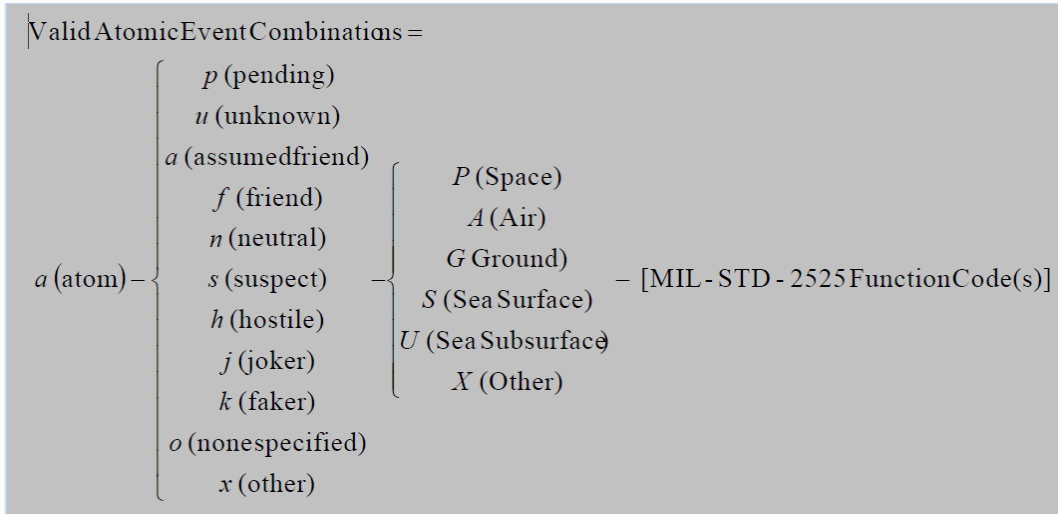 ValidAtomicEventCombinations =
p (pending)
u (unknown)
a (assumedfriend)
f (friend)
n (neutral)
a (atom) – s (suspect) – G Ground) – [MIL - STD - 2525FunctionCode(s)]
h (hostile)
j (joker)
k (faker)
o (nonespecified)
x (other)
P (Space)
A (Air)
S (Sea Surface)
U (Sea Subsurface)
X (Other)